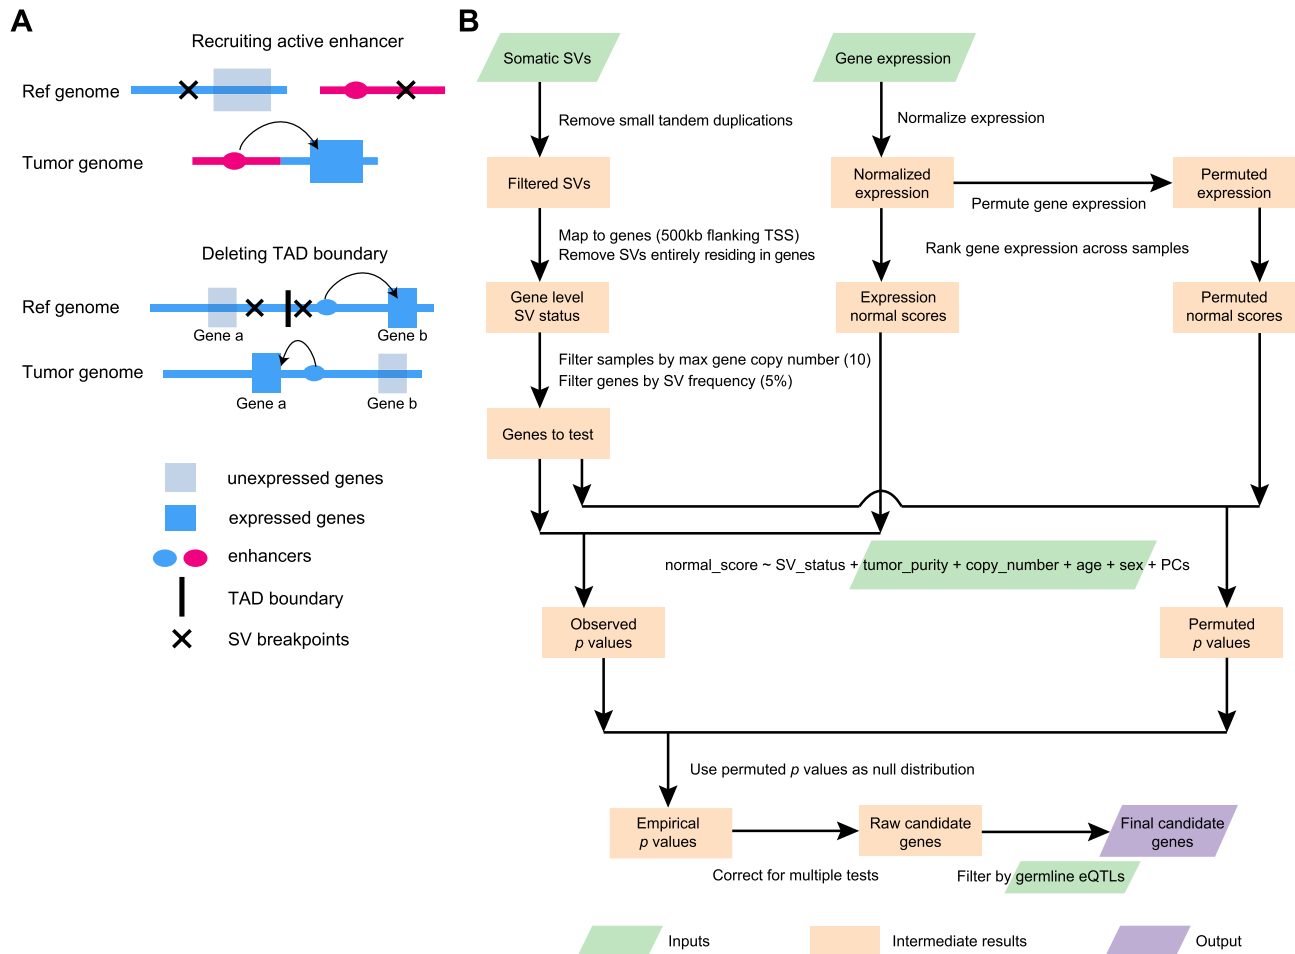 A
Recruiting active enhancer
Ref genome
Tumor genome
Deleting TAD boundary
Ref genome
Gene a
Gene b
Tumor genome
Gene a
Gene b
unexpressed genes
expressed genes
enhancers
TAD boundary
SV breakpoints
B
Somatic SVs
Gene expression
Remove small tandem duplications
Normalize expression
Filtered SVs
Normalized
expression
Permute gene expression
Permuted
expression
Map to genes (500kb flanking TSS)
Remove SVs entirely residing in genes
Rank gene expression across samples
Gene level
SV status
Expression
normal scores
Permuted
normal scores
Filter samples by max gene copy number (10)
Filter genes by SV frequency (5%)
Genes to test
normal_score ~ SV_status + tumor_purity + copy_number + age + sex + PCs
Observed
p values
Permuted
p values
Use permuted p values as null distribution
Empirical
p values
Raw candidate
genes
Final candidate
genes
Correct for multiple tests
Filter by germline eQTLs
Inputs
Intermediate results
Output